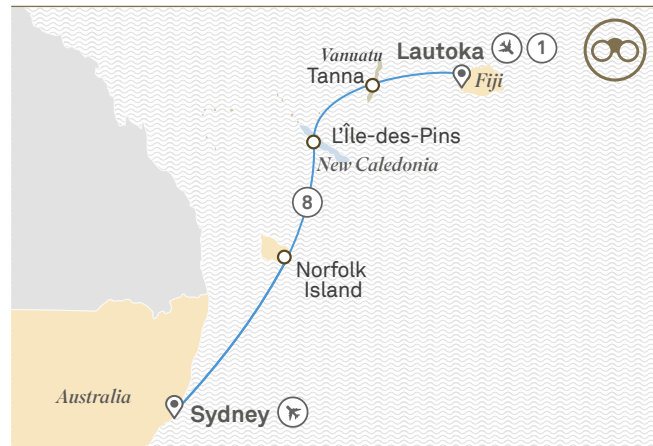 Vanuatu
Lautoka 1
Tanna
Fiji
L'Île-des-Pins
New Caledonia
8
Norfolk
Island
Australia
Sydney